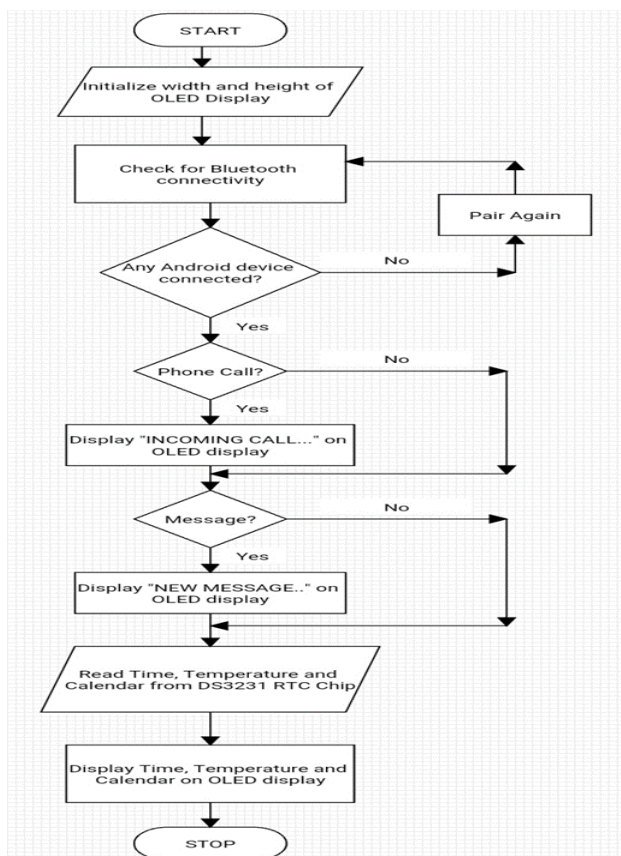 START
Initialize width and height of
OLED Display
Check for Bluetooth
connectivity
Pair Again
Any Android device
connected?
No
Yes
Phone Call?
No
Yes
Display "INCOMING CALL..." on
OLED display
Message?
No
Yes
Display "NEW MESSAGE.." on
OLED display
Read Time, Temperature and
Calendar from DS3231 RTC Chip
Display Time, Temperature and
Calendar on OLED display
STOP